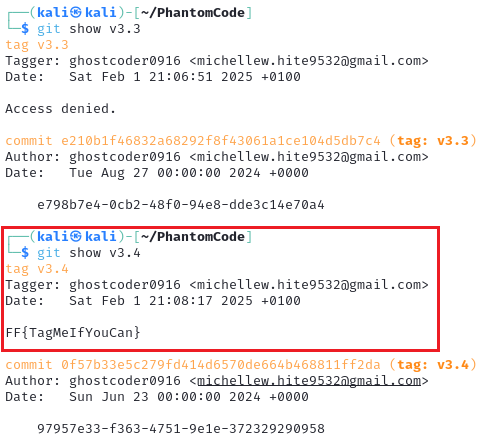 ┌──(kali㉿kali)-[~/PhantomCode]
└─$ git show v3.3
tag v3.3
Tagger: ghostcoder0916 <michellew.hite9532@gmail.com>
Date:   Sat Feb 1 21:06:51 2025 +0100

Access denied.

commit e210b1f46832a68292f8f43061a1ce104d5db7c4 (tag: v3.3)
Author: ghostcoder0916 <michellew.hite9532@gmail.com>
Date:   Tue Aug 27 00:00:00 2024 +0000

    e798b7e4-0cb2-48f0-94e8-dde3c14e70a4

┌──(kali㉿kali)-[~/PhantomCode]
└─$ git show v3.4
tag v3.4
Tagger: ghostcoder0916 <michellew.hite9532@gmail.com>
Date:   Sat Feb 1 21:08:17 2025 +0100

FF{TagMeIfYouCan}

commit 0f57b33e5c279fd414d6570de664b468811ff2da (tag: v3.4)
Author: ghostcoder0916 <michellew.hite9532@gmail.com>
Date:   Sun Jun 23 00:00:00 2024 +0000

    97957e33-f363-4751-9e1e-372329290958